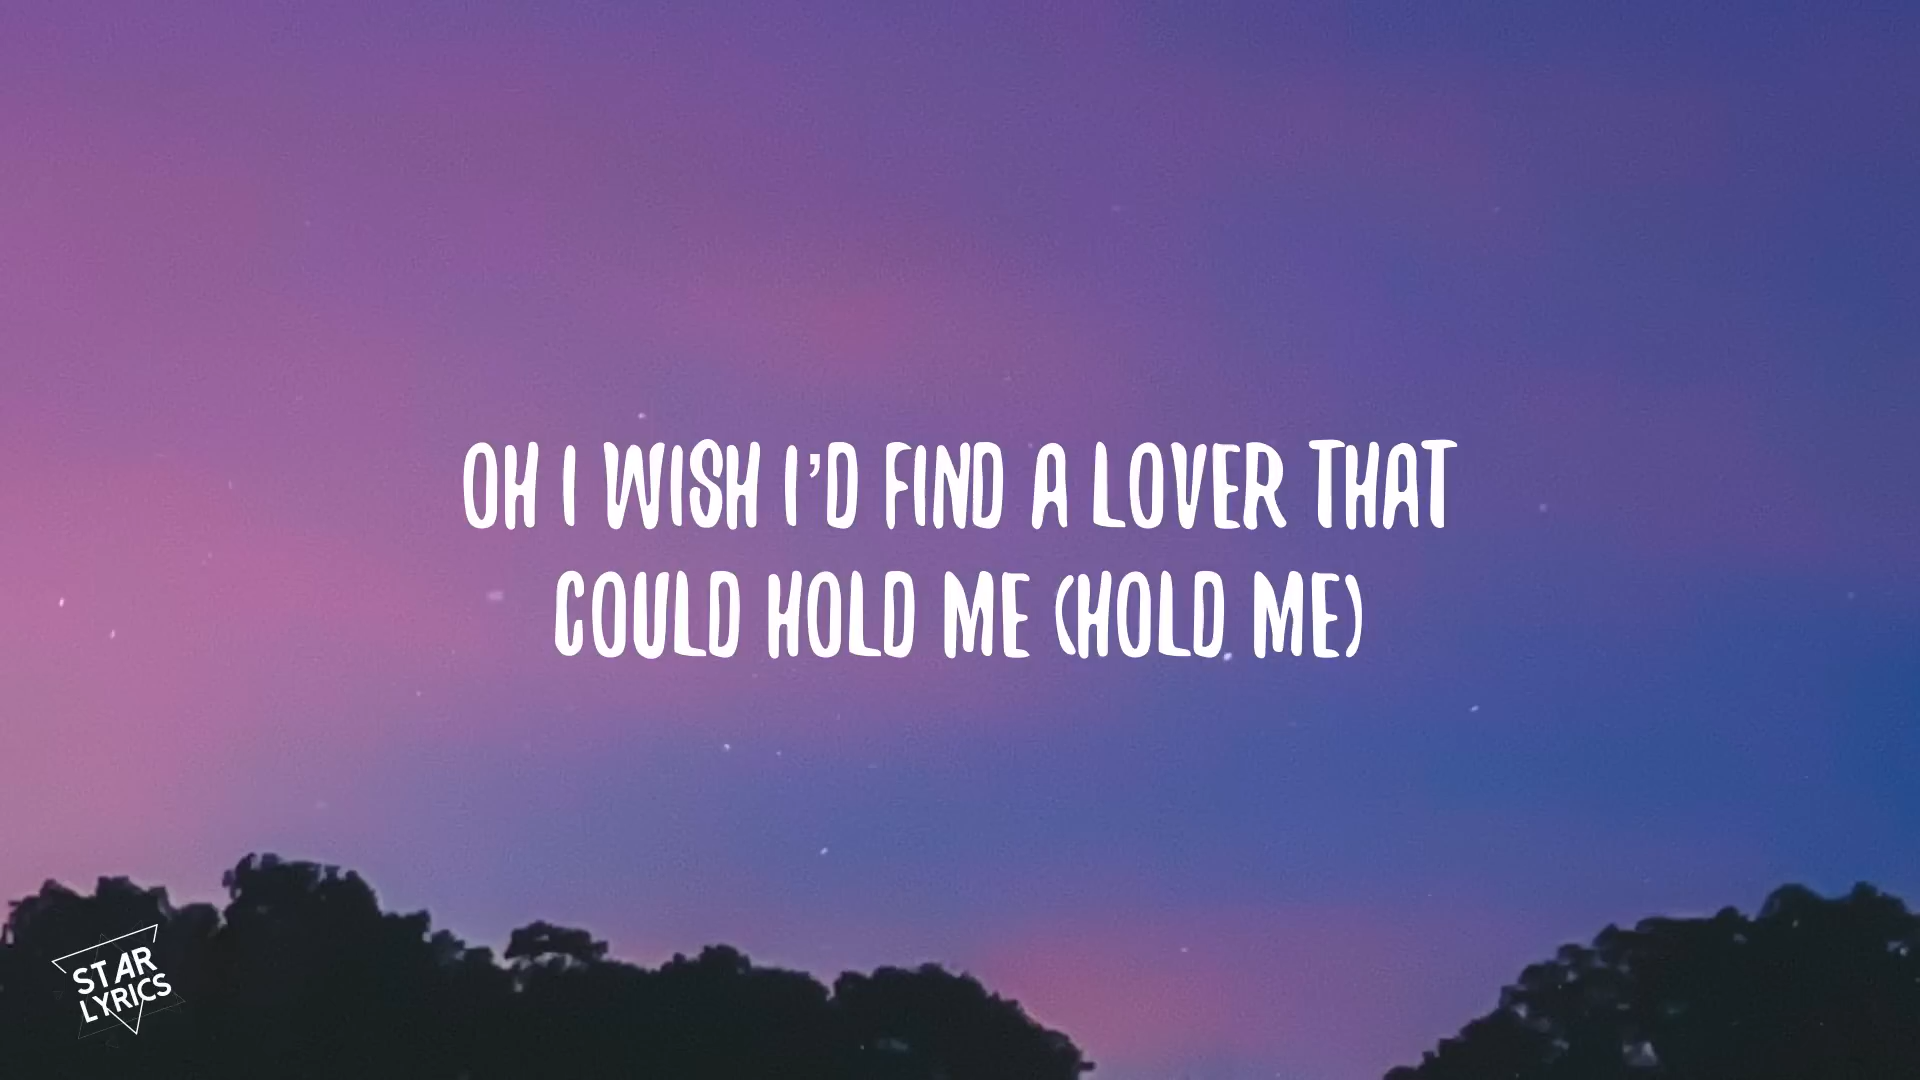 OH I WISH I'D FIND A LOVER THAT
COULD HOLD ME (HOLD ME)
STAR
LYRICS